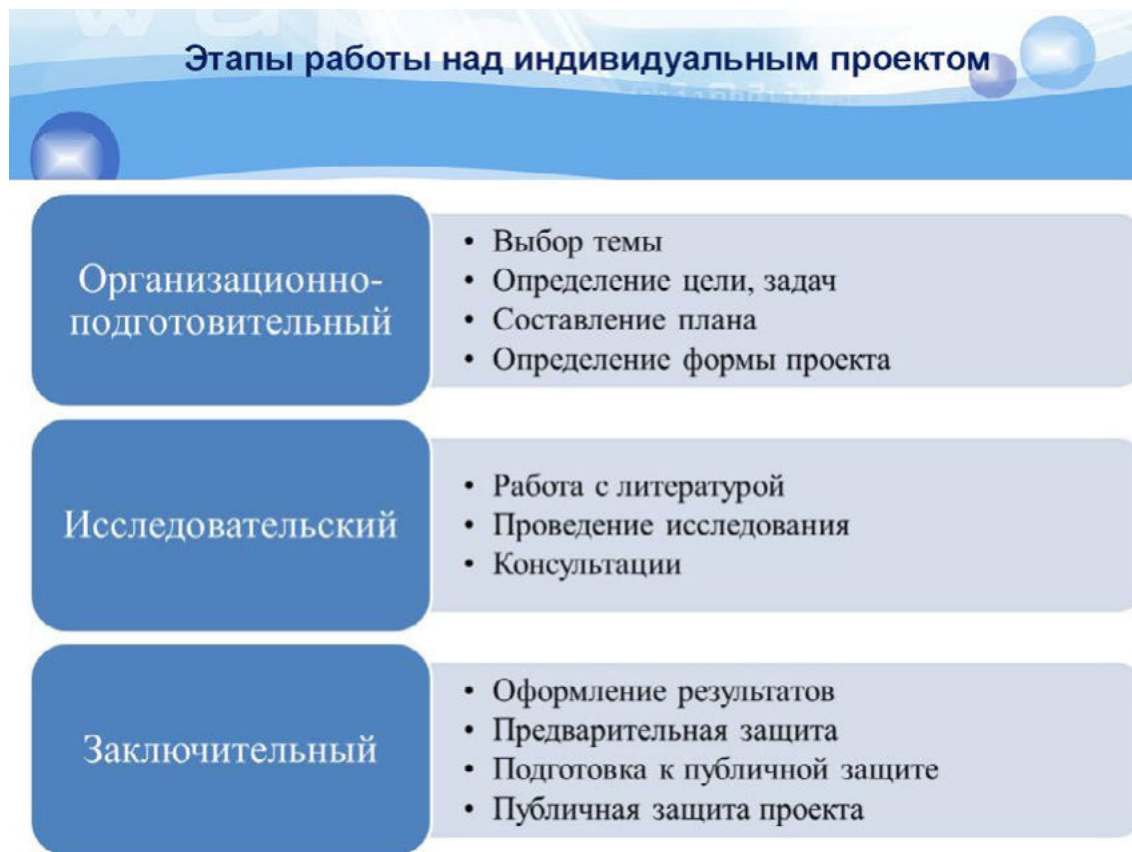 Этапы работы над индивидуальным проектом
Организационно-
подготовительный
• Выбор темы
• Определение цели, задач
• Составление плана
• Определение формы проекта
Исследовательский
• Работа с литературой
• Проведение исследования
• Консультации
Заключительный
• Оформление результатов
• Предварительная защита
• Подготовка к публичной защите
• Публичная защита проекта